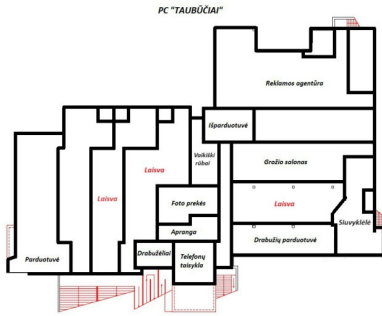 PC "TAUBŪČIAI"
Reklamos agentūra
Išparduotuvė
Vaikiški
rūbai
Grožio salonas
Laisva
Laisva
Foto prekės
Laisva
Siuvyklėlė
Apranga
Drabužių parduotuvė
Parduotuvė
Drabužėliai
Telefonų
taisykla